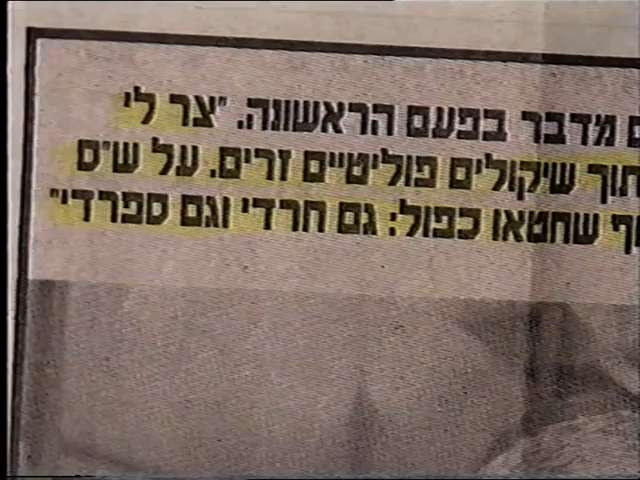 מדבר בפעם הראשונה. "צר לי
תוך שיקולים פוליטיים זרים. על ש"ס
שחטאו כפול: גם חרדי וגם ספרדי"